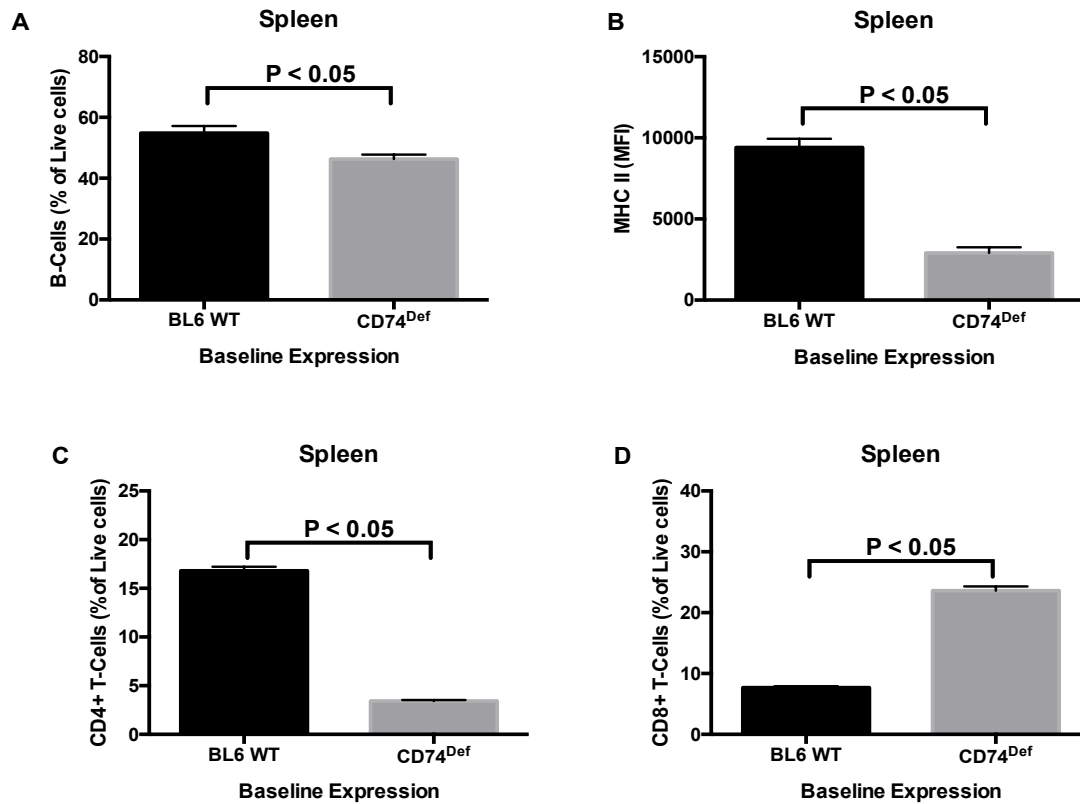 A
Spleen
B-Cells (% of Live cells)
80
60
40
20
0
P < 0.05
BL6 WT
CD74Def
Baseline Expression
B
Spleen
MHC II (MFI)
15000
10000
5000
0
P < 0.05
BL6 WT
CD74Def
Baseline Expression
C
Spleen
CD4+ T-Cells (%of Live cells)
25
20
15
10
5
0
P < 0.05
BL6 WT
CD74Def
Baseline Expression
D
Spleen
CD8+ T-Cells (%of Live cells)
40
30
20
10
0
P < 0.05
BL6 WT
CD74Def
Baseline Expression